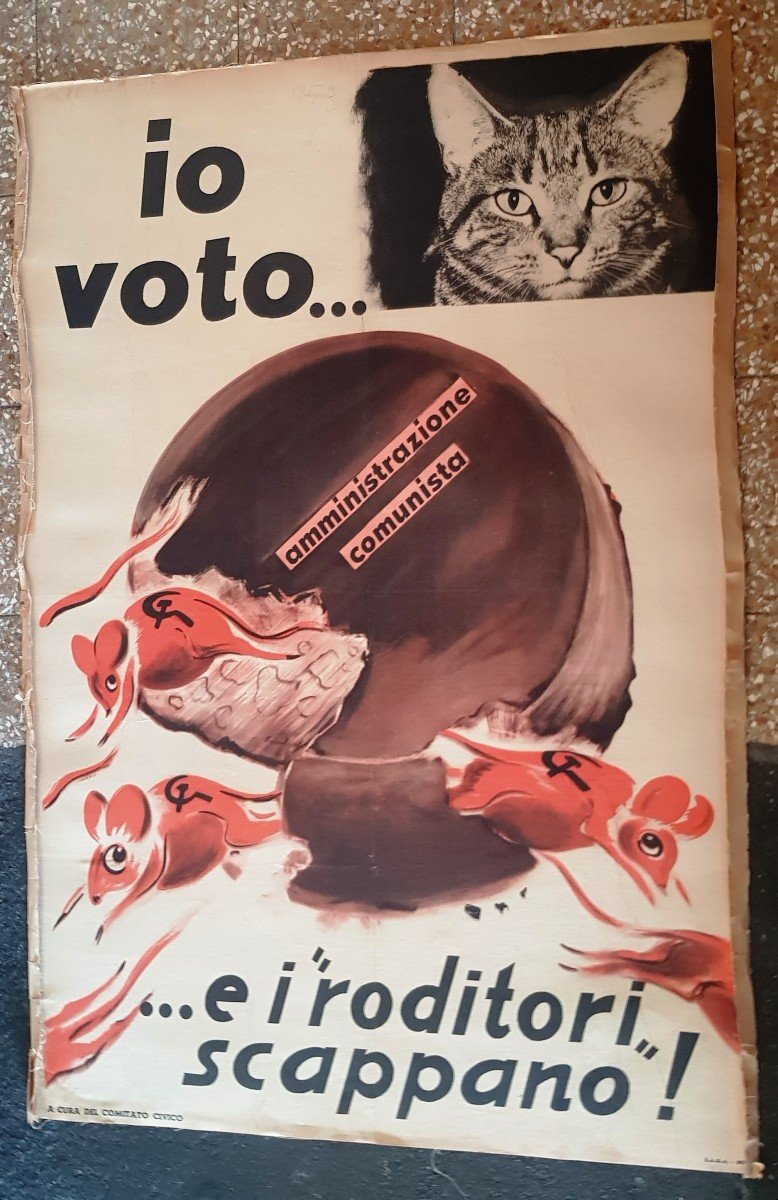 io
voto...
amministrazione
comunista
...e i "roditori"
scappano!
A CURA DEL COMITATO CIVICO